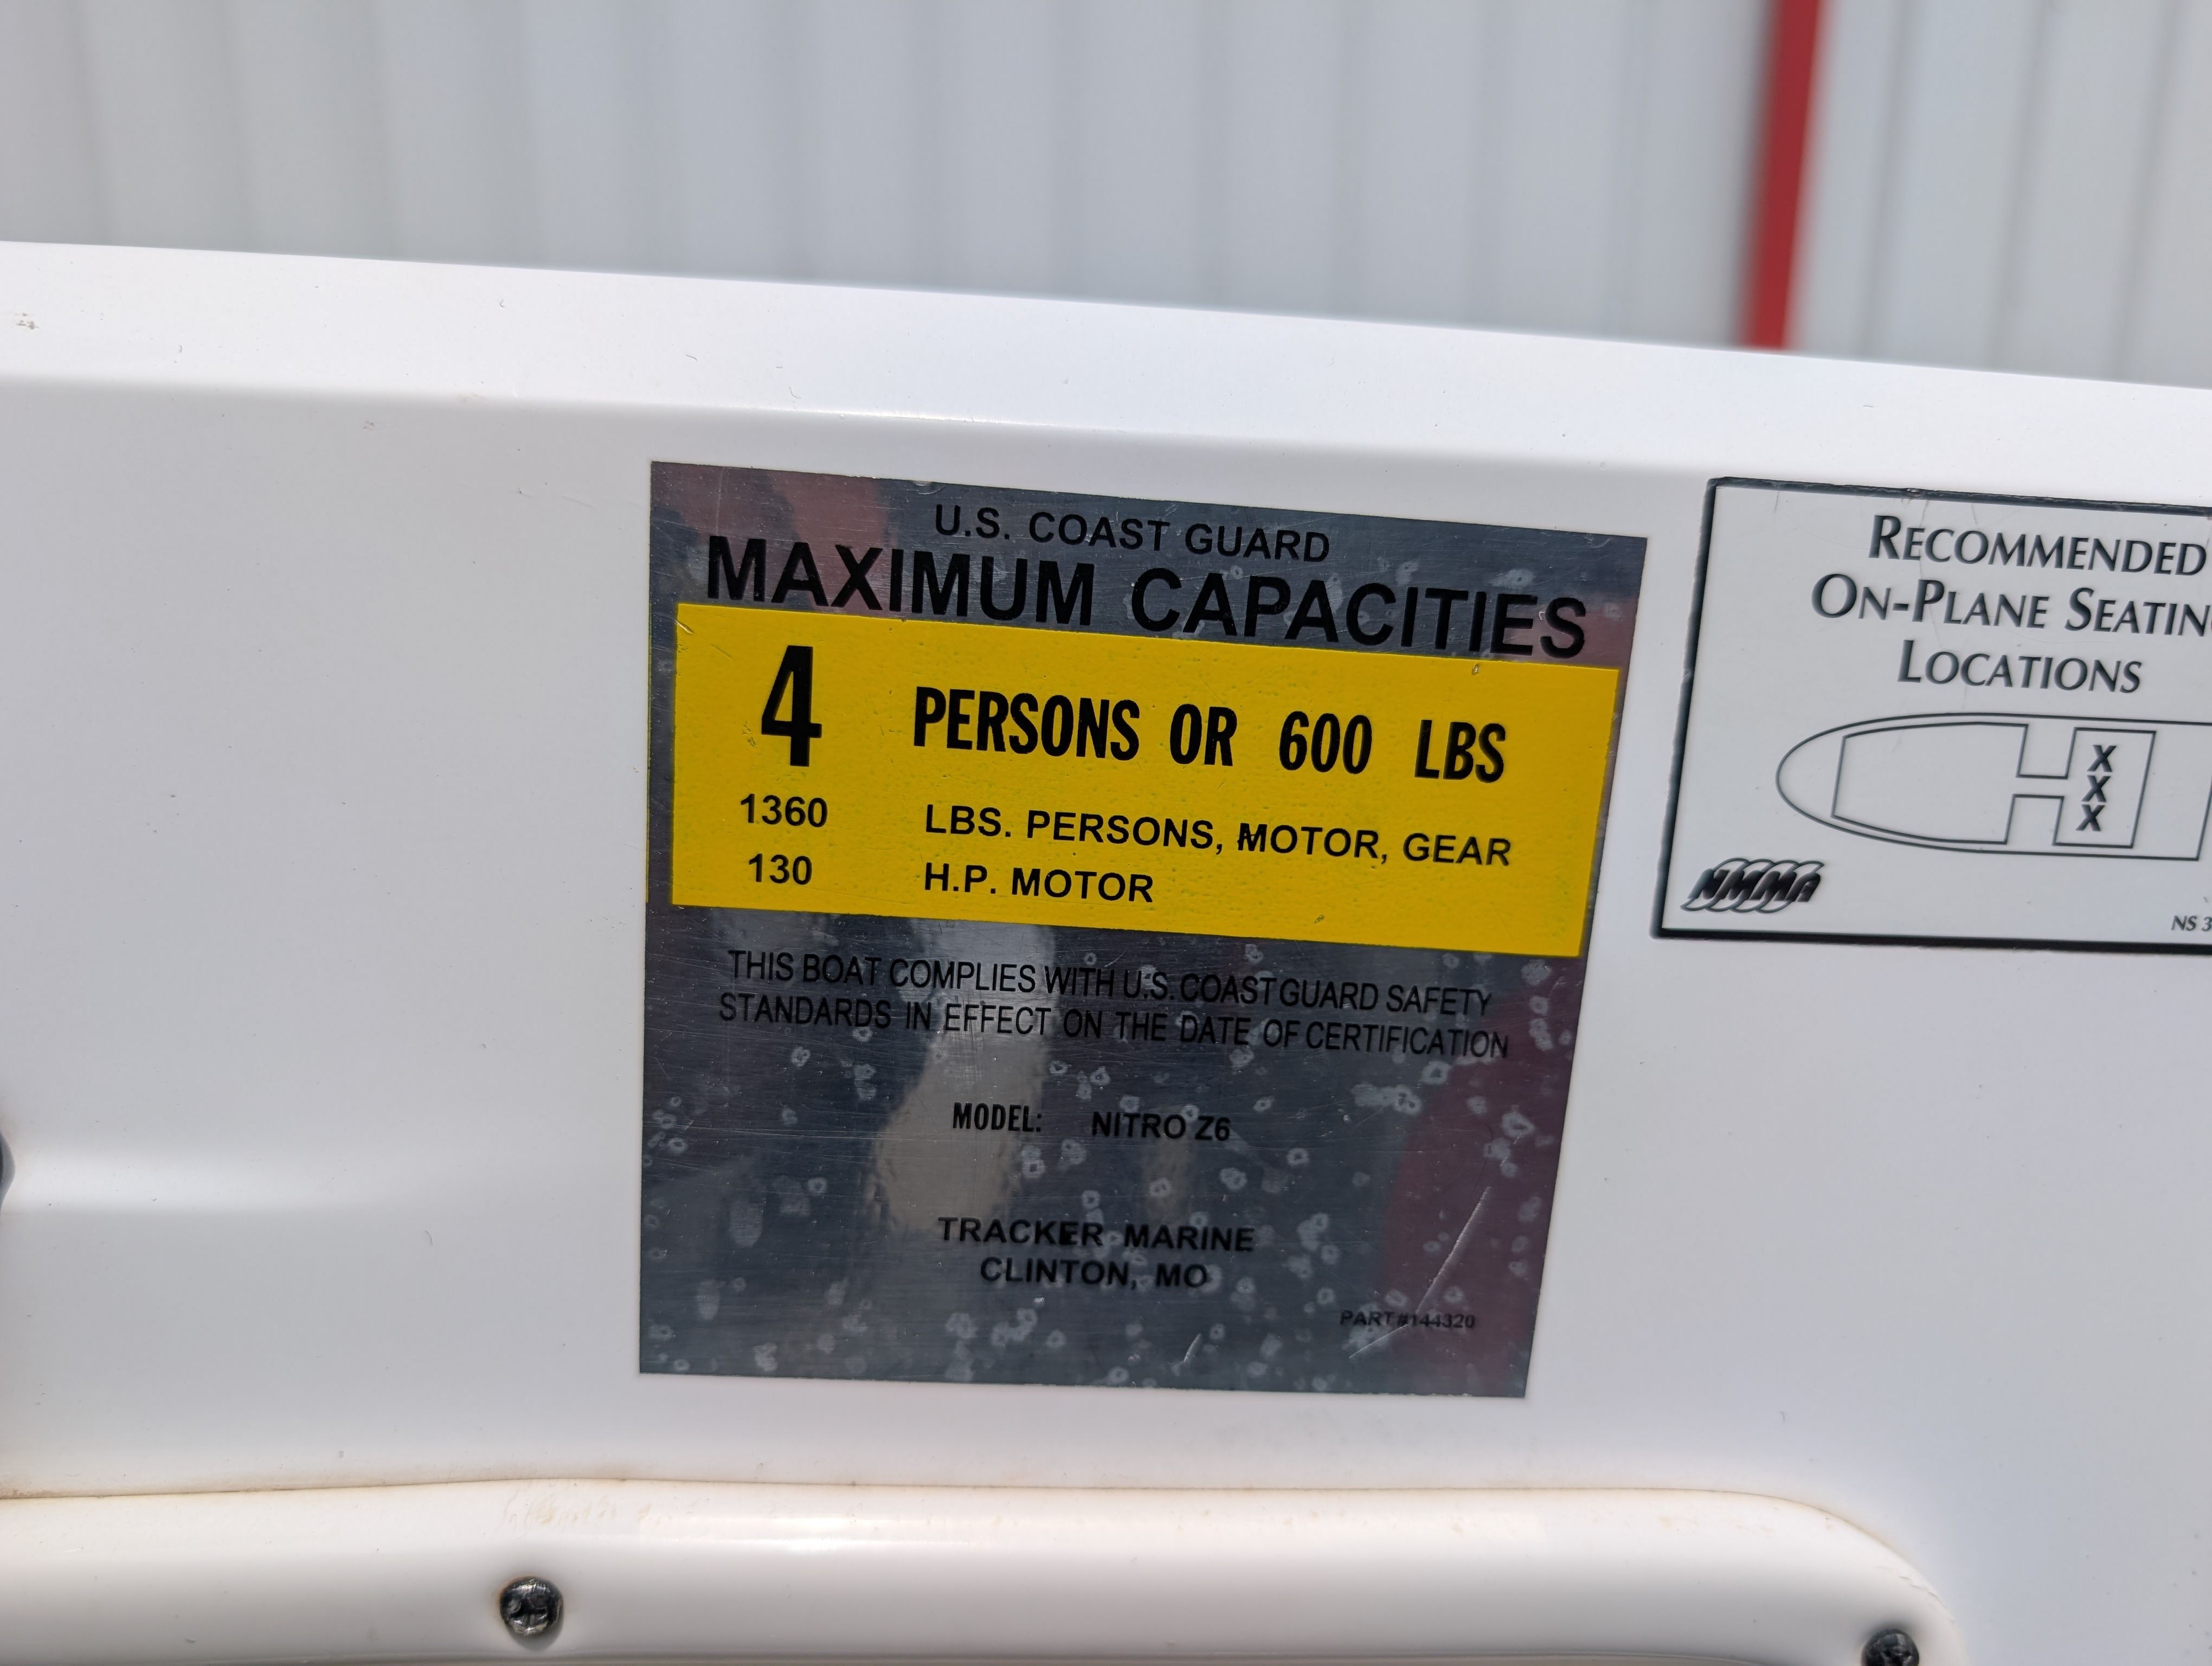 U.S. COAST GUARD
MAXIMUM CAPACITIES
4 PERSONS OR 600 LBS
1360 LBS. PERSONS, MOTOR, GEAR
130 H.P. MOTOR
THIS BOAT COMPLIES WITH U.S. COAST GUARD SAFETY
STANDARDS IN EFFECT ON THE DATE OF CERTIFICATION
MODEL: NITRO Z6
TRACKER MARINE
CLINTON, MO
PART#144320
RECOMMENDED
ON-PLANE SEATIN
LOCATIONS
X
X
X
NMMA
NS 3